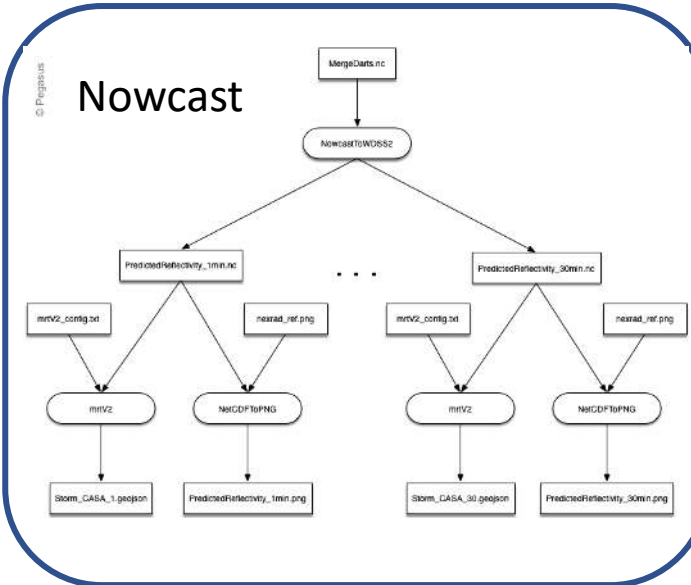 © Pegasus
Nowcast
MergeDarts.nc
NowcastToWDSS2
PredictedReflectivity_1min.nc
. . .
PredictedReflectivity_30min.nc
mrtV2_config.txt
nexrad_ref.png
mrtV2_config.txt
nexrad_ref.png
mrtV2
NetCDFToPNG
mrtV2
NetCDFToPNG
Storm_CASA_1.geojson
PredictedReflectivity_1min.png
Storm_CASA_30.geojson
PredictedReflectivity_30min.png